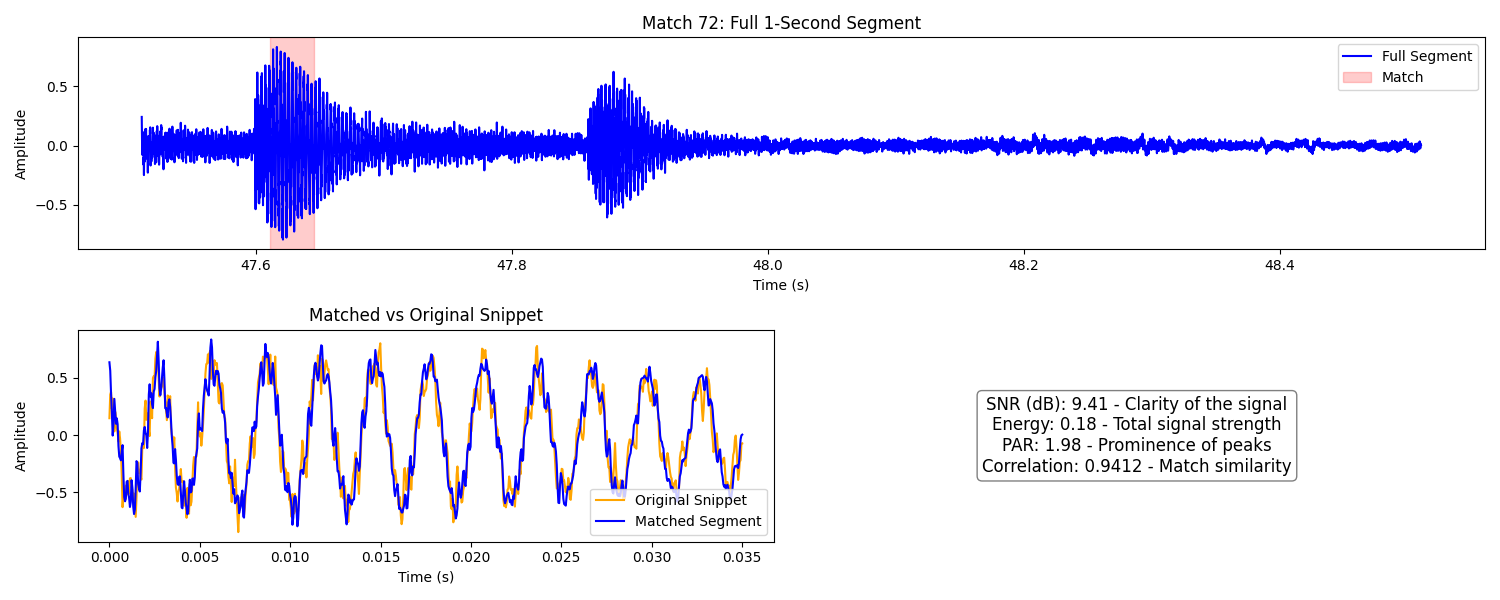 Match 72: Full 1-Second Segment
Amplitude
0.5
0.0
−0.5
Full Segment
Match
47.6 47.8 48.0 48.2 48.4
Time (s)
Matched vs Original Snippet
Amplitude
0.5
0.0
−0.5
Original Snippet
Matched Segment
0.000 0.005 0.010 0.015 0.020 0.025 0.030 0.035
Time (s)
SNR (dB): 9.41 - Clarity of the signal
Energy: 0.18 - Total signal strength
PAR: 1.98 - Prominence of peaks
Correlation: 0.9412 - Match similarity